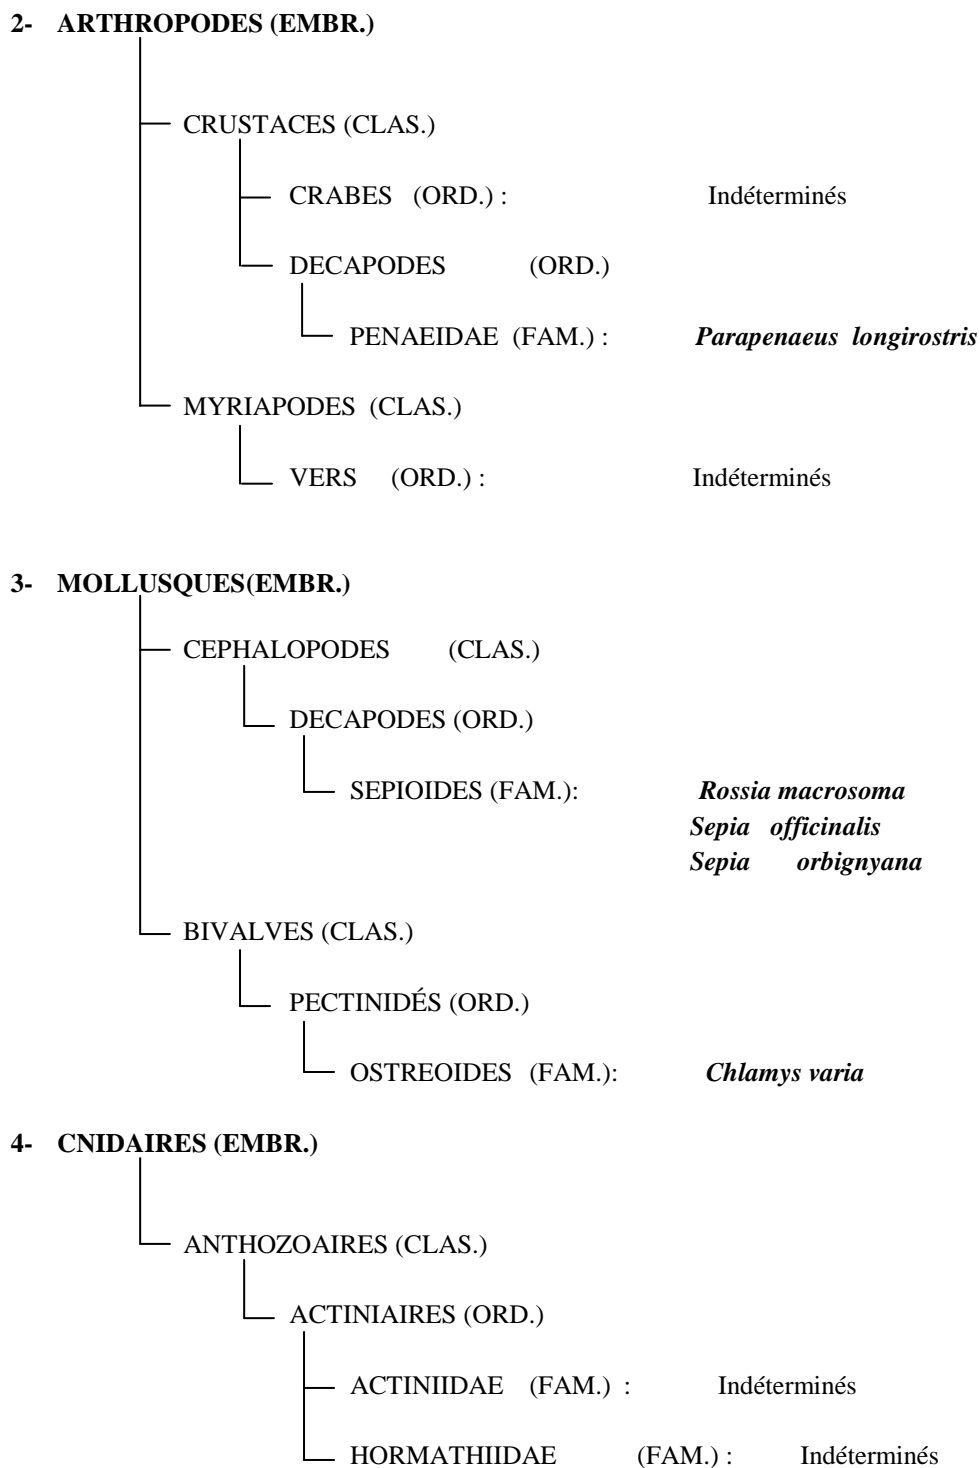 2- ARTHROPODES (EMBR.)
CRUSTACES (CLAS.)
CRABES (ORD.) : Indéterminés
DECAPODES (ORD.)
PENAEIDAE (FAM.) : Parapenaeus longirostris
MYRIAPODES (CLAS.)
VERS (ORD.) : Indéterminés
3- MOLLUSQUES(EMBR.)
CEPHALOPODES (CLAS.)
DECAPODES (ORD.)
SEPIOIDES (FAM.): Rossia macrosoma
Sepia officinalis
Sepia orbignyana
BIVALVES (CLAS.)
PECTINIDÉS (ORD.)
OSTREOIDES (FAM.): Chlamys varia
4- CNIDAIRES (EMBR.)
ANTHOZOAIRES (CLAS.)
ACTINIAIRES (ORD.)
ACTINIIDAE (FAM.) : Indéterminés
HORMATHIIDAE (FAM.) : Indéterminés